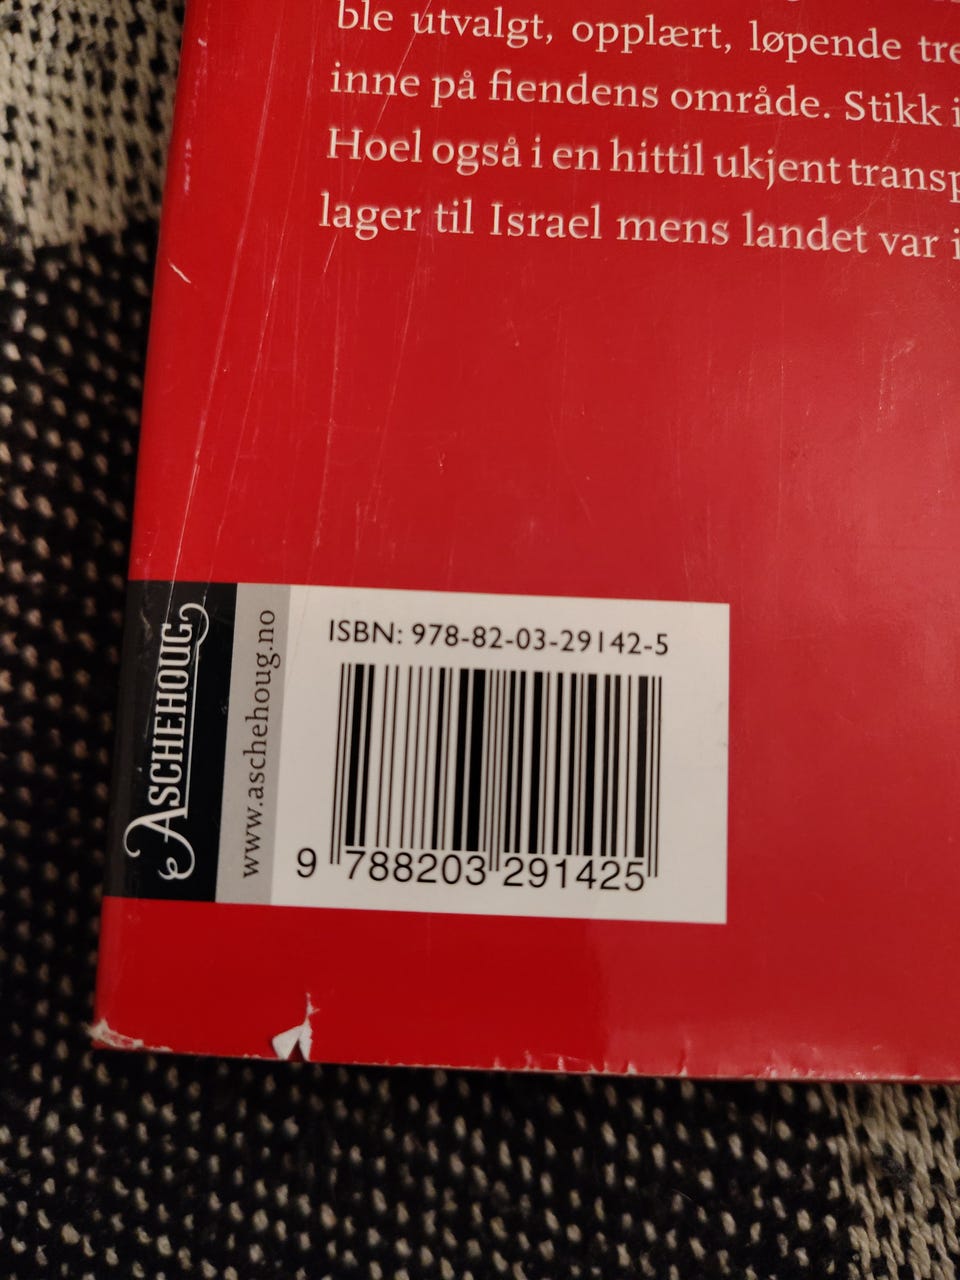 ble utvalgt, opplært, løpende
inne på fiendens område. Stikk
Hoel også i en hittil ukjent
lager til Israel mens landet var
ISBN: 978-82-03-29142-5
9 788203 291425
ASCHEHOUG
www.aschehoug.no